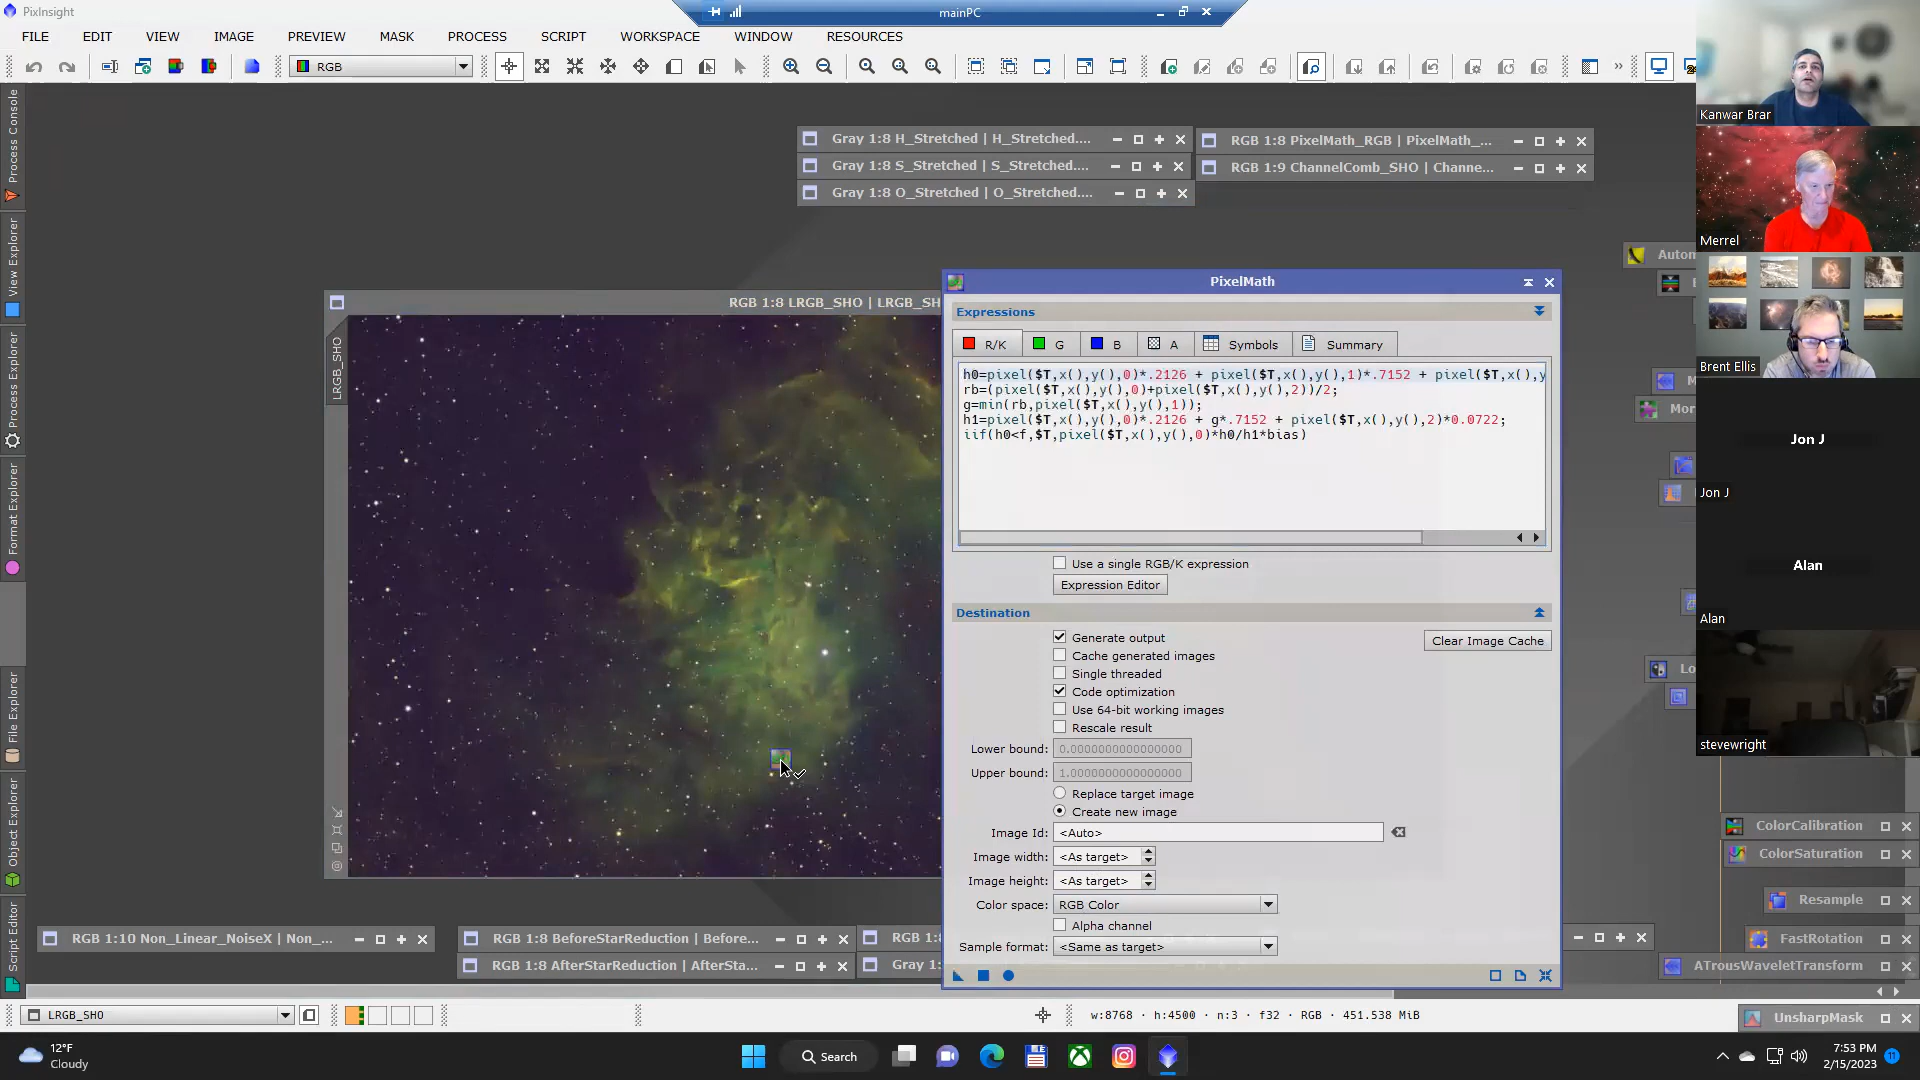 PixInsight
mainPC
FILE EDIT VIEW IMAGE PREVIEW MASK PROCESS SCRIPT WORKSPACE WINDOW RESOURCES
RGB
Kanwar Brar
Merrel
Brent Ellis
Jon J
Jon J
Alan
Alan
stevewright
Process Console
View Explorer
Process Explorer
Format Explorer
File Explorer
Object Explorer
Script Editor
Gray 1:8 H_Stretched | H_Stretched....
Gray 1:8 S_Stretched | S_Stretched....
Gray 1:8 O_Stretched | O_Stretched....
RGB 1:8 PixelMath_RGB | PixelMath_...
RGB 1:9 ChannelComb_SHO | Channe...
RGB 1:8 LRGB_SHO | LRGB_SH
LRGB_SHO
PixelMath
Expressions
R/K G B A Symbols Summary
h0=pixel($T,x(),y(),0)*.2126 + pixel($T,x(),y(),1)*.7152 + pixel($T,x(),y
rb=(pixel($T,x(),y(),0)+pixel($T,x(),y(),2))/2;
g=min(rb,pixel($T,x(),y(),1));
h1=pixel($T,x(),y(),0)*.2126 + g*.7152 + pixel($T,x(),y(),2)*0.0722;
iif(h0<f,$T,pixel($T,x(),y(),0)*h0/h1*bias)
Use a single RGB/K expression
Expression Editor
Destination
Generate output
Clear Image Cache
Cache generated images
Single threaded
Code optimization
Use 64-bit working images
Rescale result
Lower bound: 0.0000000000000000
Upper bound: 1.0000000000000000
Replace target image
Create new image
Image Id: <Auto>
Image width: <As target>
Image height: <As target>
Color space: RGB Color
Alpha channel
Sample format: <Same as target>
Auton
Mor
ColorCalibration
ColorSaturation
Resample
FastRotation
ATrousWaveletTransform
UnsharpMask
RGB 1:10 Non_Linear_NoiseX | Non_...
RGB 1:8 BeforeStarReduction | Before...
RGB 1:8 AfterStarReduction | AfterSta...
RGB 1:
Gray 1:
LRGB_SHO
w:8768 · h:4500 · n:3 · f32 · RGB · 451.538 MiB
12°F
Cloudy
Search
7:53 PM
2/15/2023